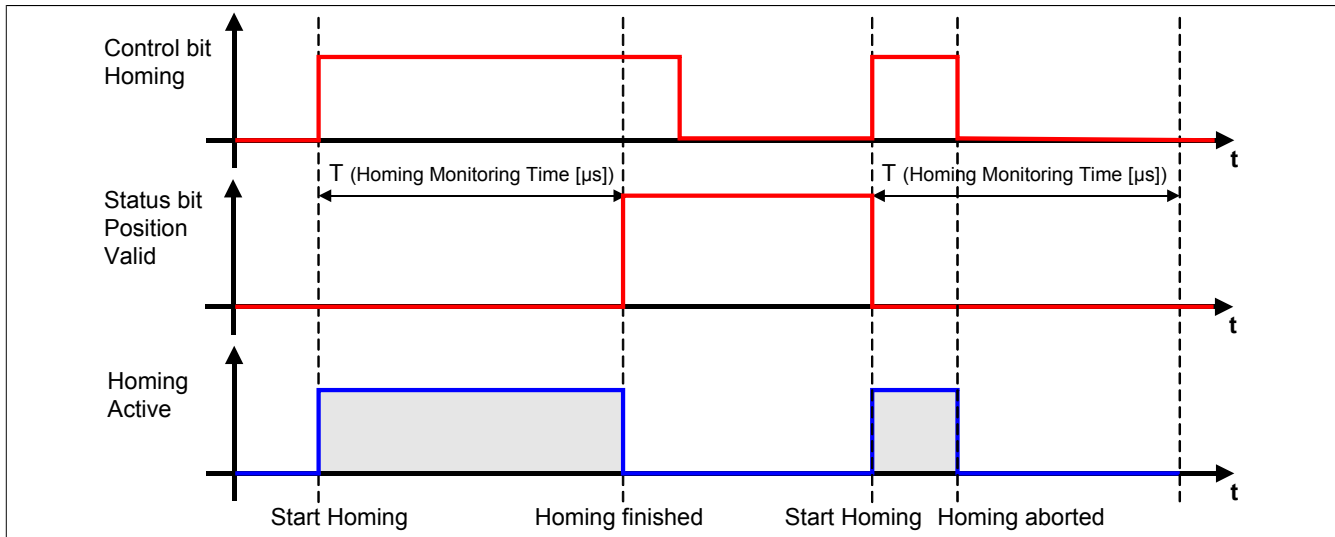 Control bit
Homing
t
T (Homing Monitoring Time [µs])
T (Homing Monitoring Time [µs])
Status bit
Position
Valid
t
Homing
Active
t
Start Homing
Homing finished
Start Homing
Homing aborted